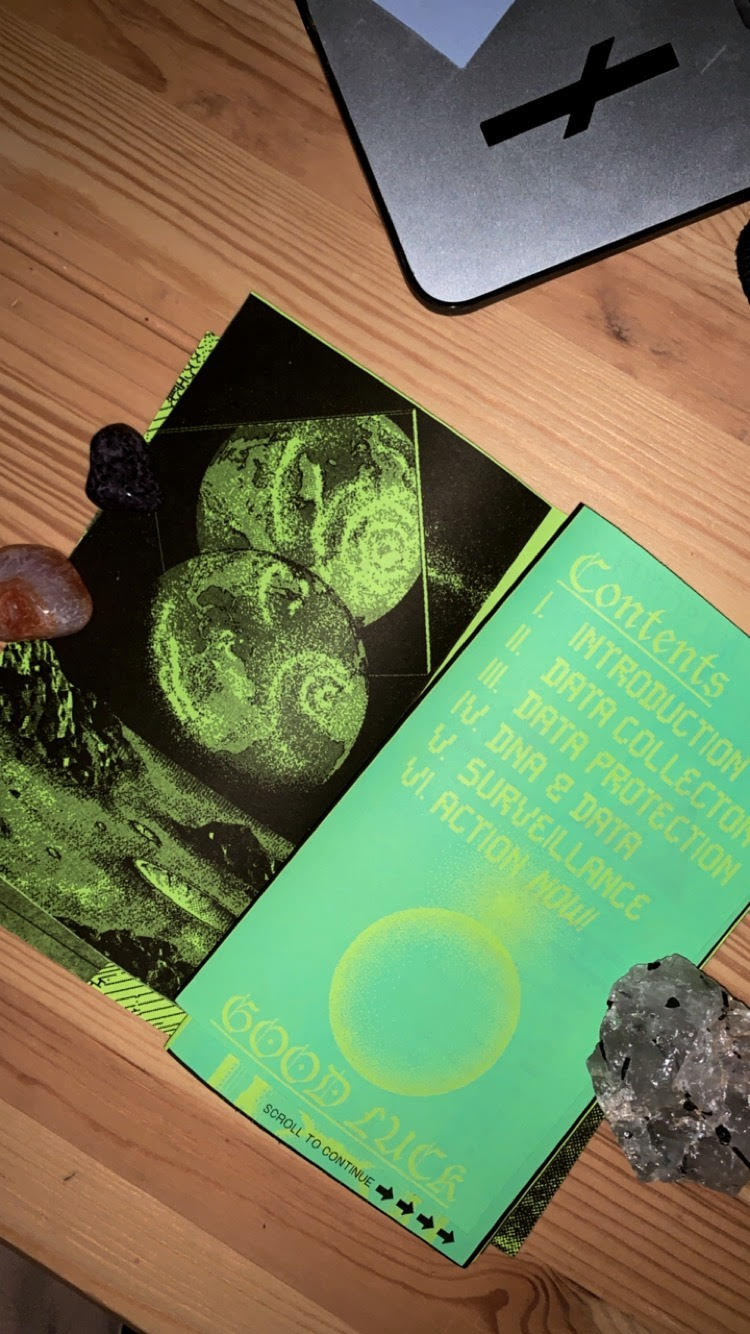 Contents
I. INTRODUCTION
II. DATA COLLECTOR
III. DATA PROTECTION
IV. DNA & DATA
V. SURVEILLANCE
VI. ACTION NOW!
GOOD LUCK
SCROLL TO CONTINUE